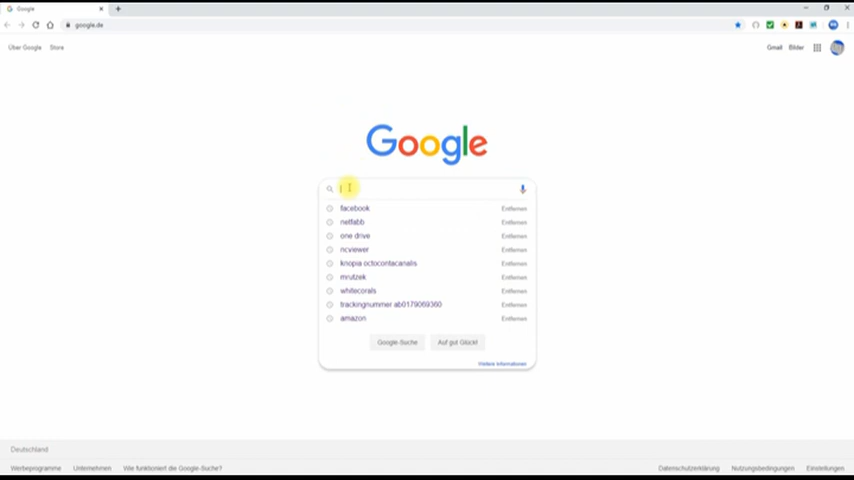 Google
google.de
Über Google Store
Gmail Bilder
Google
facebook Entfernen
netfabb Entfernen
one drive Entfernen
ncviewer Entfernen
knopia octocontacanalis Entfernen
mrutzek Entfernen
whitecorals Entfernen
trackingnummer ab0179069360 Entfernen
amazon Entfernen
Google-Suche Auf gut Glück!
Weitere Informationen
Deutschland
Werbeprogramme Unternehmen Wie funktioniert die Google-Suche? Datenschutzerklärung Nutzungsbedingungen Einstellungen